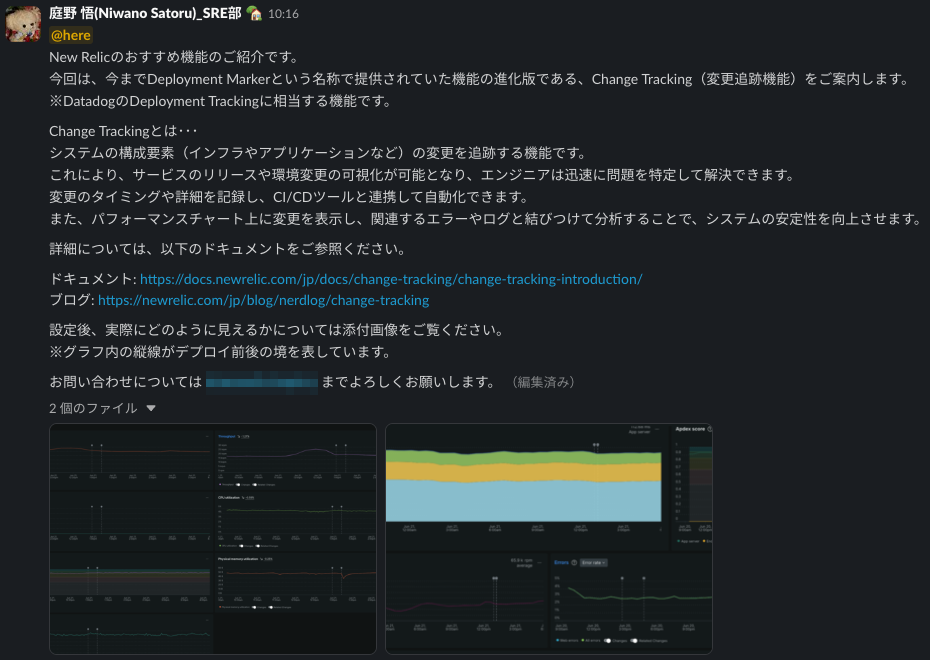 庭野 悟(Niwano Satoru)_SRE部 10:16
@here
New Relicのおすすめ機能のご紹介です。
今回は、今までDeployment Markerという名称で提供されていた機能の進化版である、Change Tracking（変更追跡機能）をご案内します。
※DatadogのDeployment Trackingに相当する機能です。
Change Trackingとは･･･
システムの構成要素（インフラやアプリケーションなど）の変更を追跡する機能です。
これにより、サービスのリリースや環境変更の可視化が可能となり、エンジニアは迅速に問題を特定して解決できます。
変更のタイミングや詳細を記録し、CI/CDツールと連携して自動化できます。
また、パフォーマンスチャート上に変更を表示し、関連するエラーやログと結びつけて分析することで、システムの安定性を向上させます。
詳細については、以下のドキュメントをご参照ください。
ドキュメント: https://docs.newrelic.com/jp/docs/change-tracking/change-tracking-introduction/
ブログ: https://newrelic.com/jp/blog/nerdlog/change-tracking
設定後、実際にどのように見えるかについては添付画像をご覧ください。
※グラフ内の縦線がデプロイ前後の境を表しています。
お問い合わせについては までよろしくお願いします。（編集済み）
2 個のファイル
Apdex score
App server
Errors
Error rate